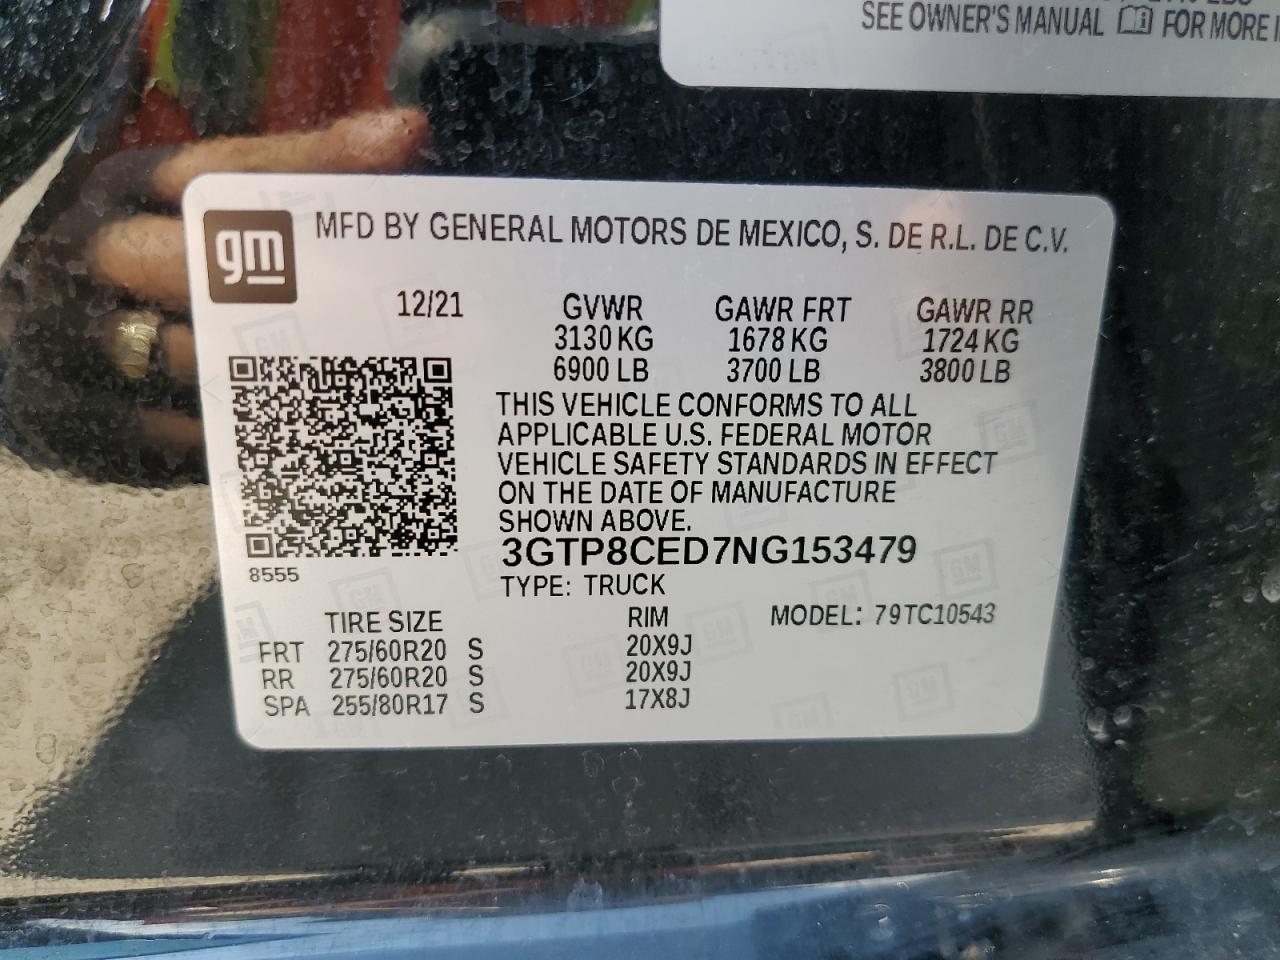 SEE OWNER'S MANUAL FOR MORE
gm
MFD BY GENERAL MOTORS DE MEXICO, S. DE R.L. DE C.V.
12/21 GVWR GAWR FRT GAWR RR
3130 KG 1678 KG 1724 KG
6900 LB 3700 LB 3800 LB
THIS VEHICLE CONFORMS TO ALL
APPLICABLE U.S. FEDERAL MOTOR
VEHICLE SAFETY STANDARDS IN EFFECT
ON THE DATE OF MANUFACTURE
SHOWN ABOVE.
3GTP8CED7NG153479
8555
TYPE: TRUCK
TIRE SIZE RIM MODEL: 79TC10543
FRT 275/60R20 S 20X9J
RR 275/60R20 S 20X9J
SPA 255/80R17 S 17X8J